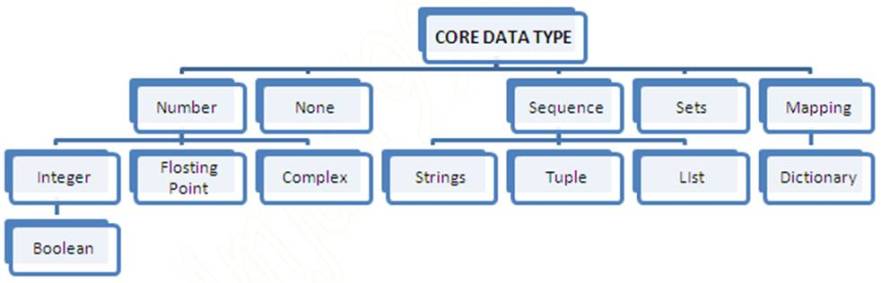 CORE DATA TYPE
Number
None
Sequence
Sets
Mapping
Integer
Flosting
Point
Complex
Strings
Tuple
LIst
Dictionary
Boolean